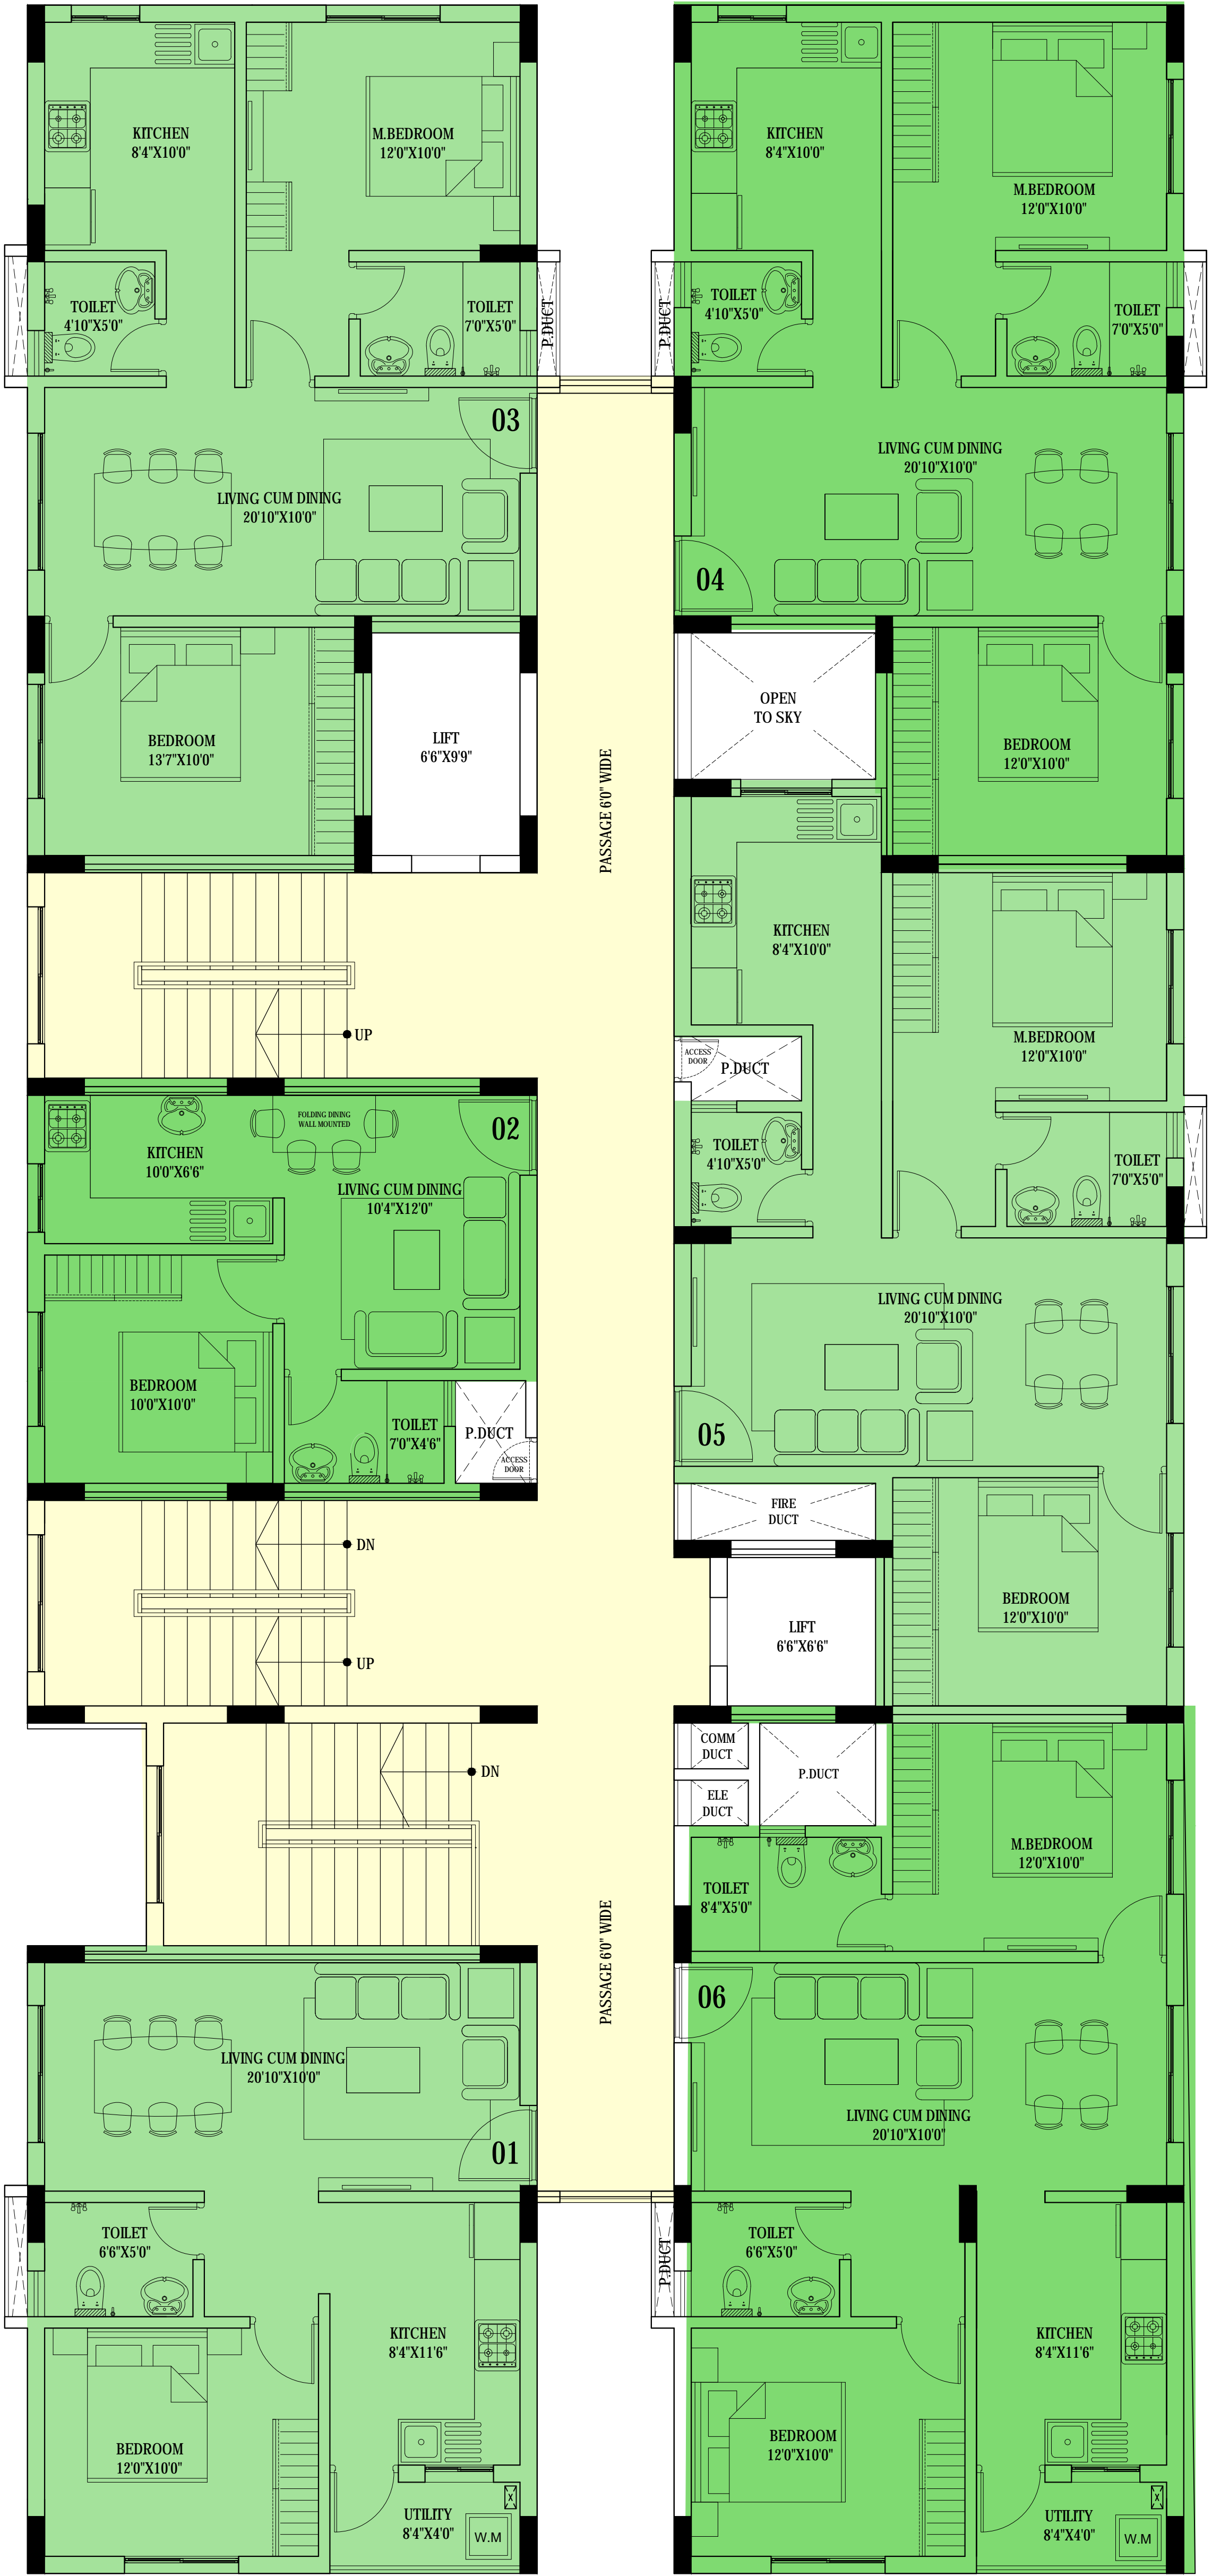 KITCHEN
8'4"X10'0"
M.BEDROOM
12'0"X10'0"
TOILET
4'10"X5'0"
TOILET
7'0"X5'0"
P.DUCT
03
LIVING CUM DINING
20'10"X10'0"
BEDROOM
13'7"X10'0"
LIFT
6'6"X9'9"
KITCHEN
8'4"X10'0"
M.BEDROOM
12'0"X10'0"
P.DUCT
TOILET
4'10"X5'0"
TOILET
7'0"X5'0"
LIVING CUM DINING
20'10"X10'0"
04
OPEN
TO SKY
BEDROOM
12'0"X10'0"
PASSAGE 6'0" WIDE
UP
KITCHEN
8'4"X10'0"
M.BEDROOM
12'0"X10'0"
ACCESS
DOOR
P.DUCT
TOILET
4'10"X5'0"
TOILET
7'0"X5'0"
LIVING CUM DINING
20'10"X10'0"
05
FIRE
DUCT
BEDROOM
12'0"X10'0"
LIFT
6'6"X6'6"
FOLDING DINING
WALL MOUNTED
02
KITCHEN
10'0"X6'6"
LIVING CUM DINING
10'4"X12'0"
BEDROOM
10'0"X10'0"
TOILET
7'0"X4'6"
P.DUCT
ACCESS
DOOR
DN
UP
DN
COMM
DUCT
P.DUCT
ELE
DUCT
M.BEDROOM
12'0"X10'0"
TOILET
8'4"X5'0"
PASSAGE 6'0" WIDE
06
LIVING CUM DINING
20'10"X10'0"
LIVING CUM DINING
20'10"X10'0"
01
TOILET
6'6"X5'0"
KITCHEN
8'4"X11'6"
BEDROOM
12'0"X10'0"
UTILITY
8'4"X4'0"
W.M
P.DUCT
TOILET
6'6"X5'0"
KITCHEN
8'4"X11'6"
BEDROOM
12'0"X10'0"
UTILITY
8'4"X4'0"
W.M